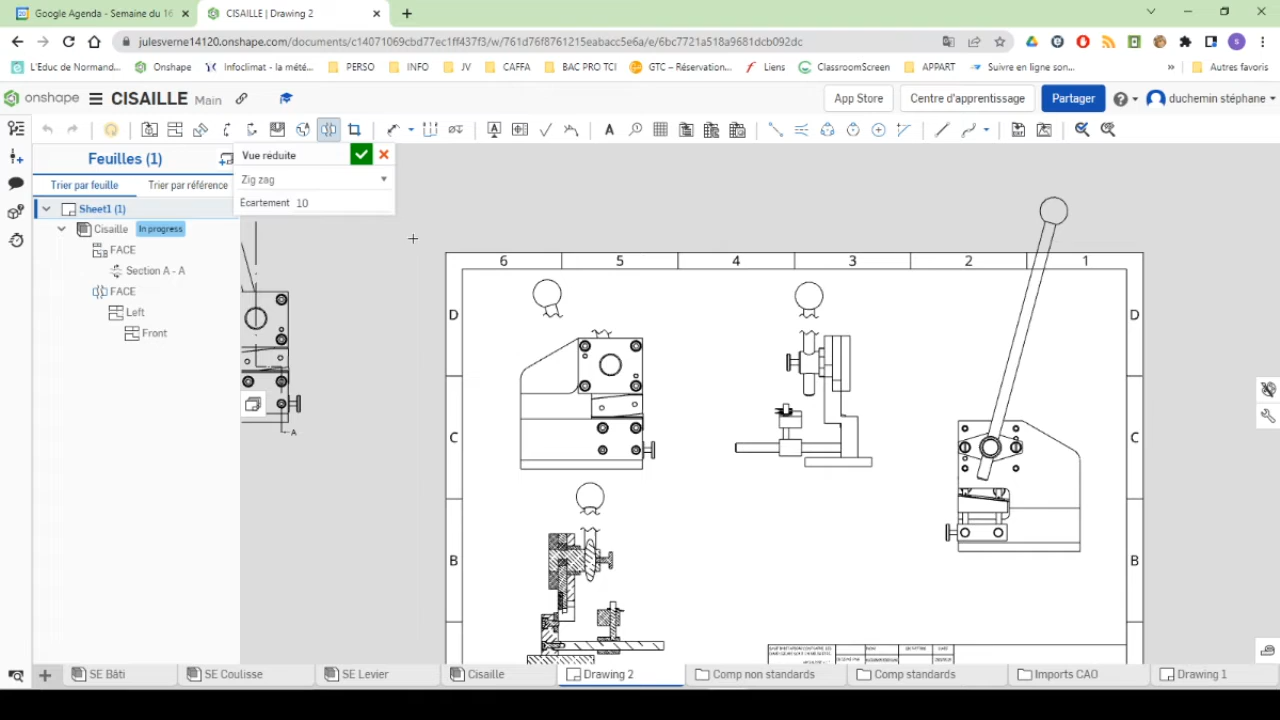 Google Agenda - Semaine du 16
CISAILLE | Drawing 2
julesverne14120.onshape.com/documents/c14071069cbd77ec1ff437f3/w/761d76f8761215eabacc5e6a/e/6bc7721a518a9681dcb092dc
L'Educ de Normand...
Onshape
Infoclimat - la mété...
PERSO
INFO
JV
CAFFA
BAC PRO TCI
GTC – Réservation...
Liens
ClassroomScreen
APPART
Suivre en ligne son...
»
Autres favoris
onshape
CISAILLE Main
App Store
Centre d'apprentissage
Partager
duchemin stéphane
Feuilles (1)
Vue réduite
Trier par feuille
Trier par référence
Zig zag
Ecartement 10
Sheet1 (1)
Cisaille
In progress
FACE
Section A - A
FACE
Left
Front
A
6 5 4 3 2 1
D D
C C
B B
SE Bâti
SE Coulisse
SE Levier
Cisaille
Drawing 2
Comp non standards
Comp standards
Imports CAO
Drawing 1